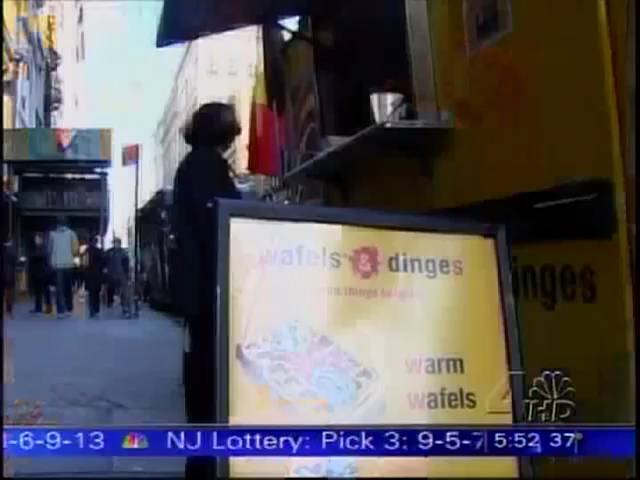 wafels & dinges
inges
warm
wafels
4
HD
-6-9-13 NJ Lottery: Pick 3: 9-5-7 5:52 37°